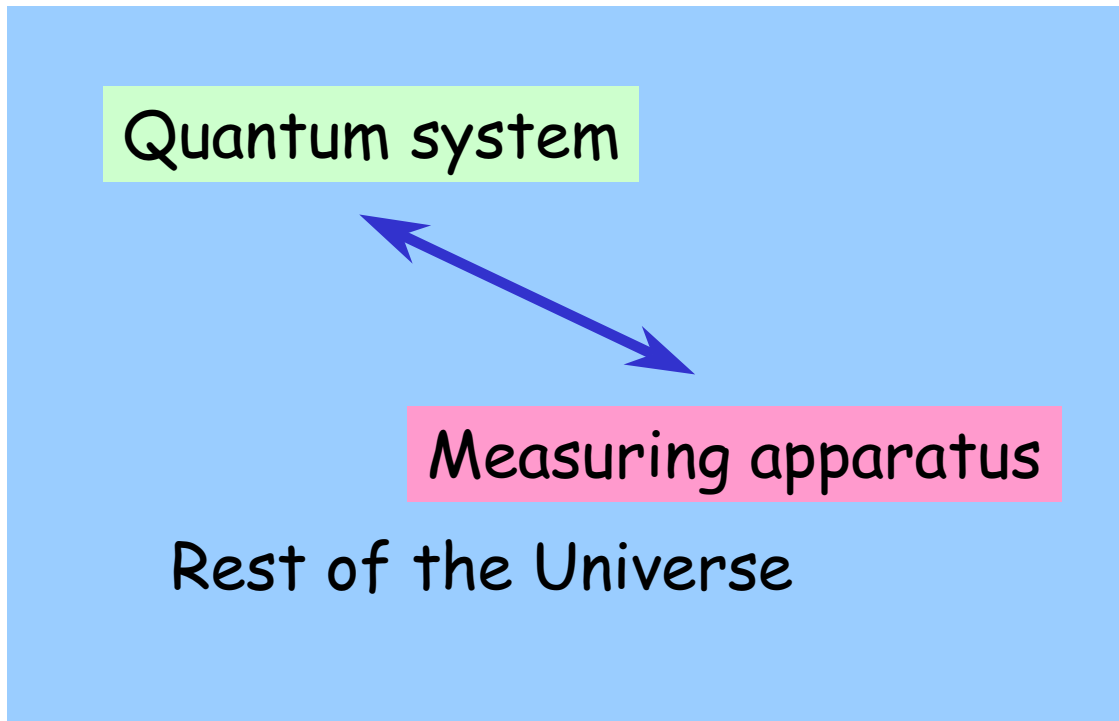 Quantum system
Measuring apparatus
Rest of the Universe